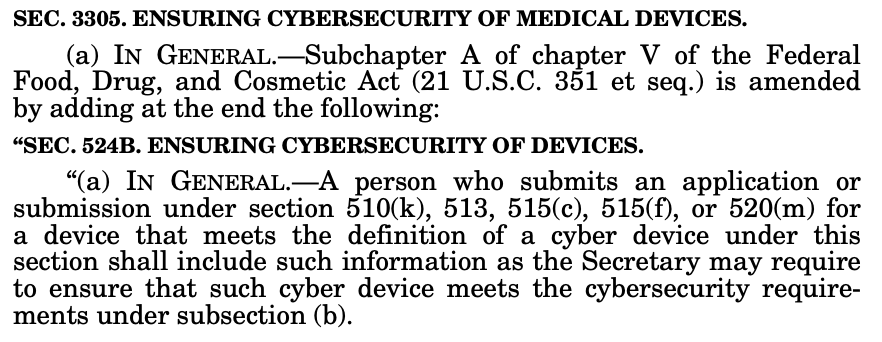 SEC. 3305. ENSURING CYBERSECURITY OF MEDICAL DEVICES.
(a) IN GENERAL.—Subchapter A of chapter V of the Federal
Food, Drug, and Cosmetic Act (21 U.S.C. 351 et seq.) is amended
by adding at the end the following:
“SEC. 524B. ENSURING CYBERSECURITY OF DEVICES.
“(a) IN GENERAL.—A person who submits an application or
submission under section 510(k), 513, 515(c), 515(f), or 520(m) for
a device that meets the definition of a cyber device under this
section shall include such information as the Secretary may require
to ensure that such cyber device meets the cybersecurity require-
ments under subsection (b).